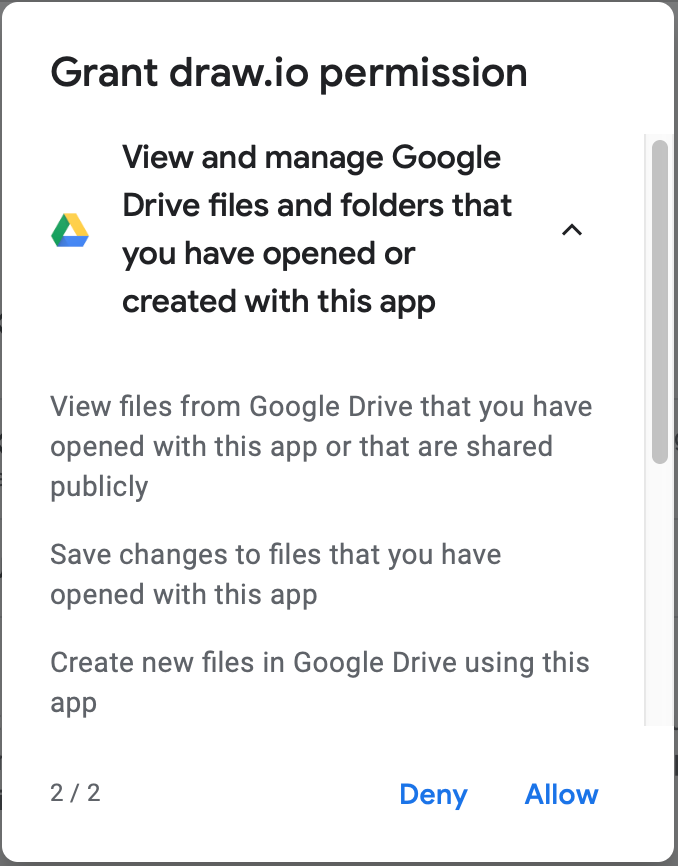 Grant draw.io permission
View and manage Google
Drive files and folders that
you have opened or
created with this app
View files from Google Drive that you have
opened with this app or that are shared
publicly
Save changes to files that you have
opened with this app
Create new files in Google Drive using this
app
2 / 2
Deny
Allow